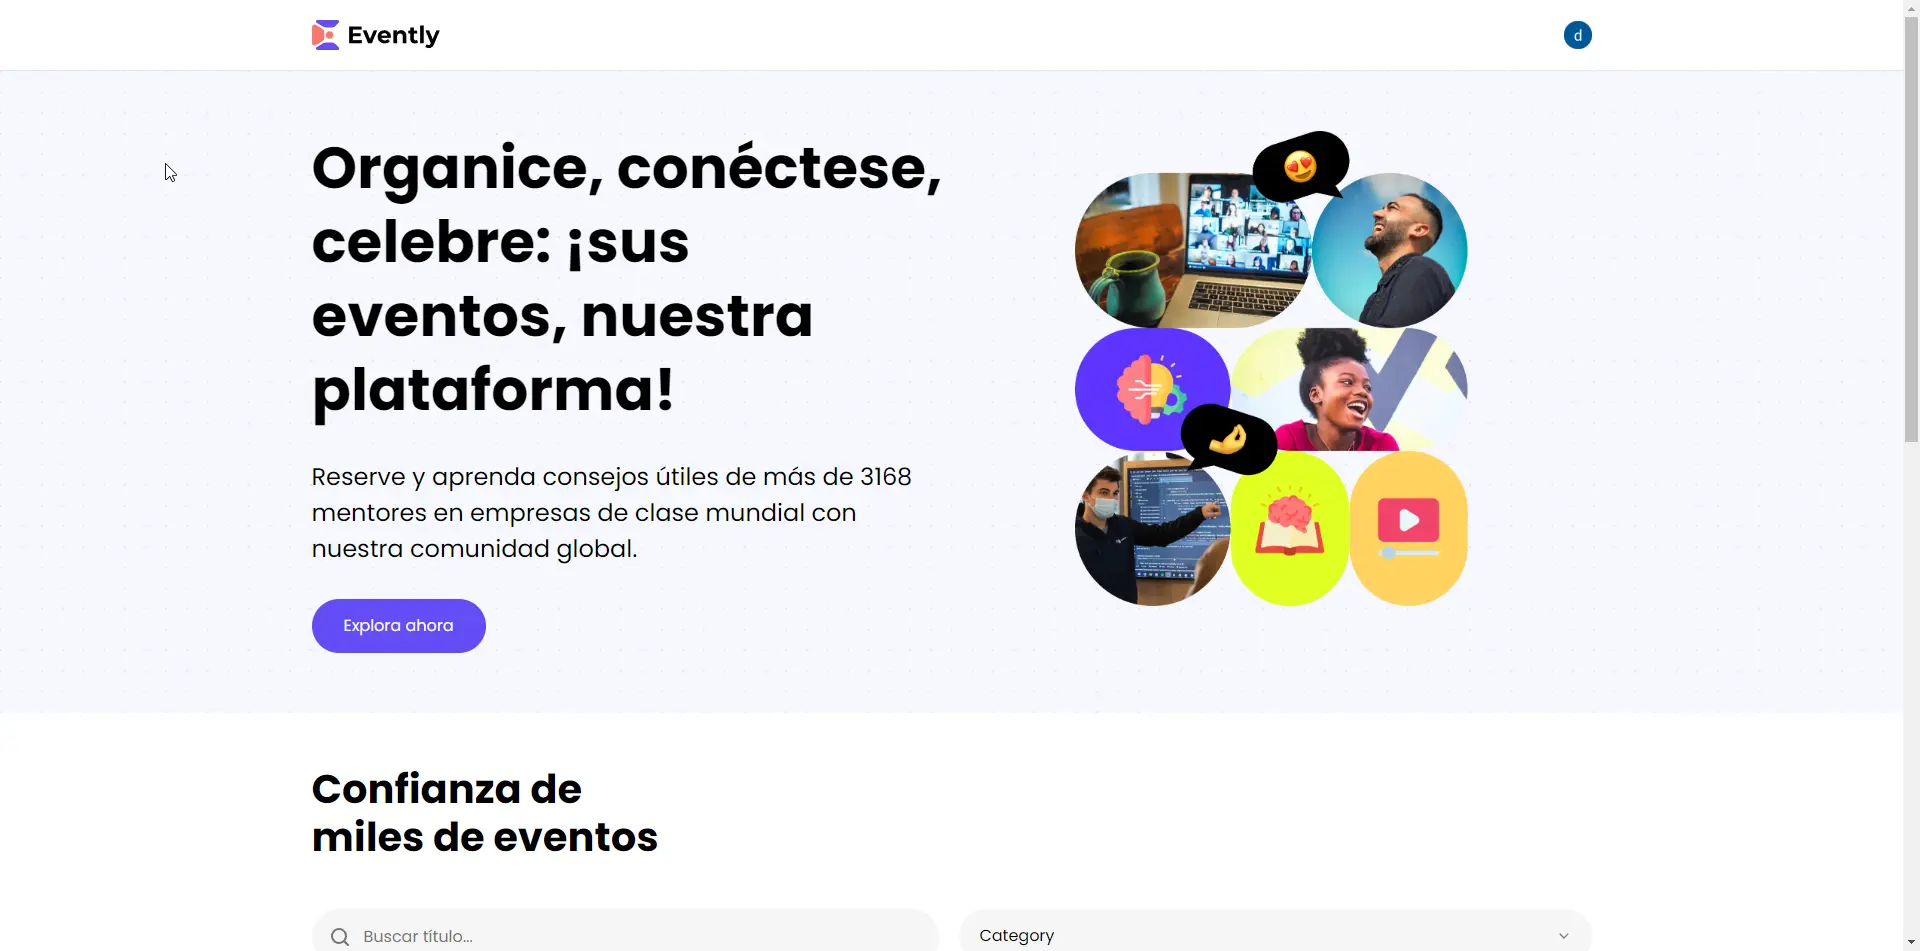 Evently
d
Organice, conéctese,
celebre: ¡sus
eventos, nuestra
plataforma!
Reserve y aprenda consejos útiles de más de 3168
mentores en empresas de clase mundial con
nuestra comunidad global.
Explora ahora
Confianza de
miles de eventos
Buscar título...
Category